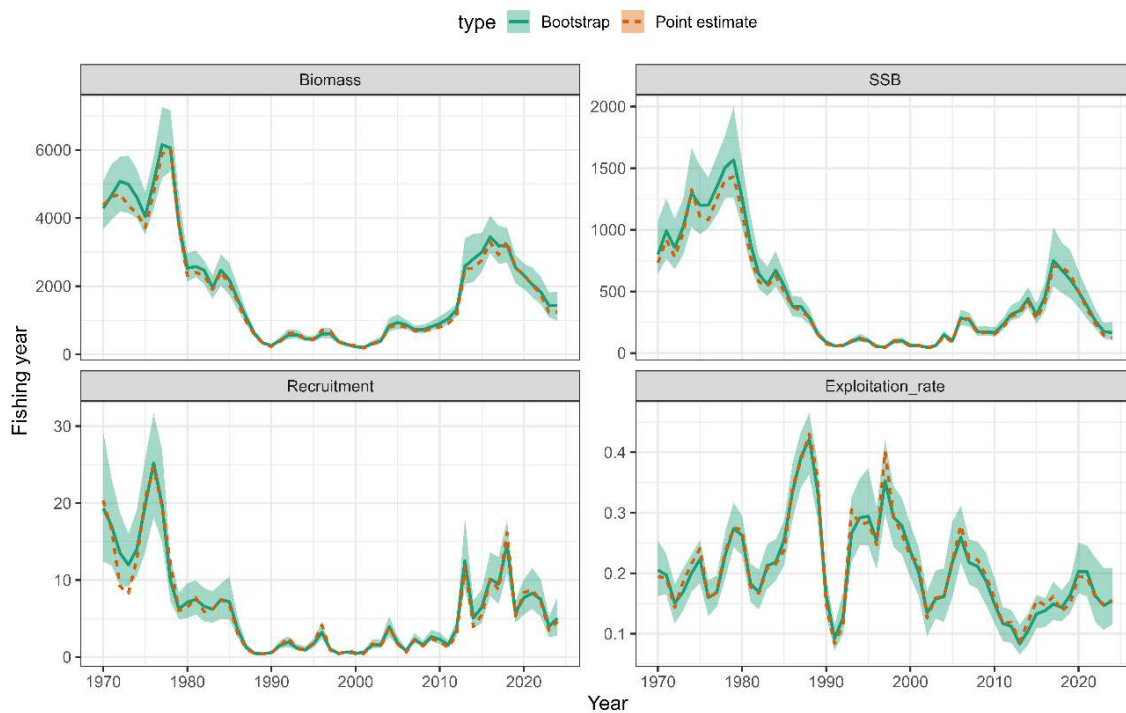 type Bootstrap Point estimate
Biomass SSB
6000
4000
2000
0
2000
1500
1000
500
0
Recruitment Exploitation_rate
30
20
10
0
0.4
0.3
0.2
0.1
1970 1980 1990 2000 2010 2020 1970 1980 1990 2000 2010 2020
Fishing year
Year